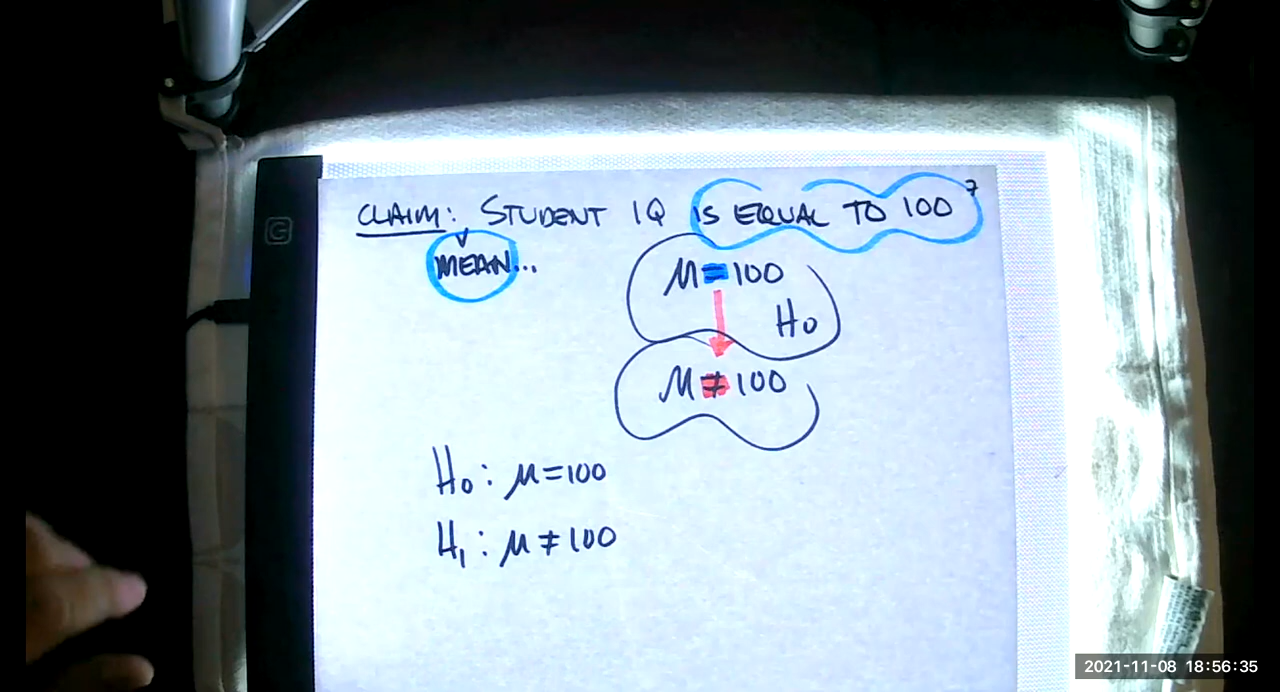 CLAIM: STUDENT IQ IS EQUAL TO 100
MEAN...
μ=100
H0
μ≠100
H0: μ=100
H1: μ≠100
2021-11-08 18:56:35